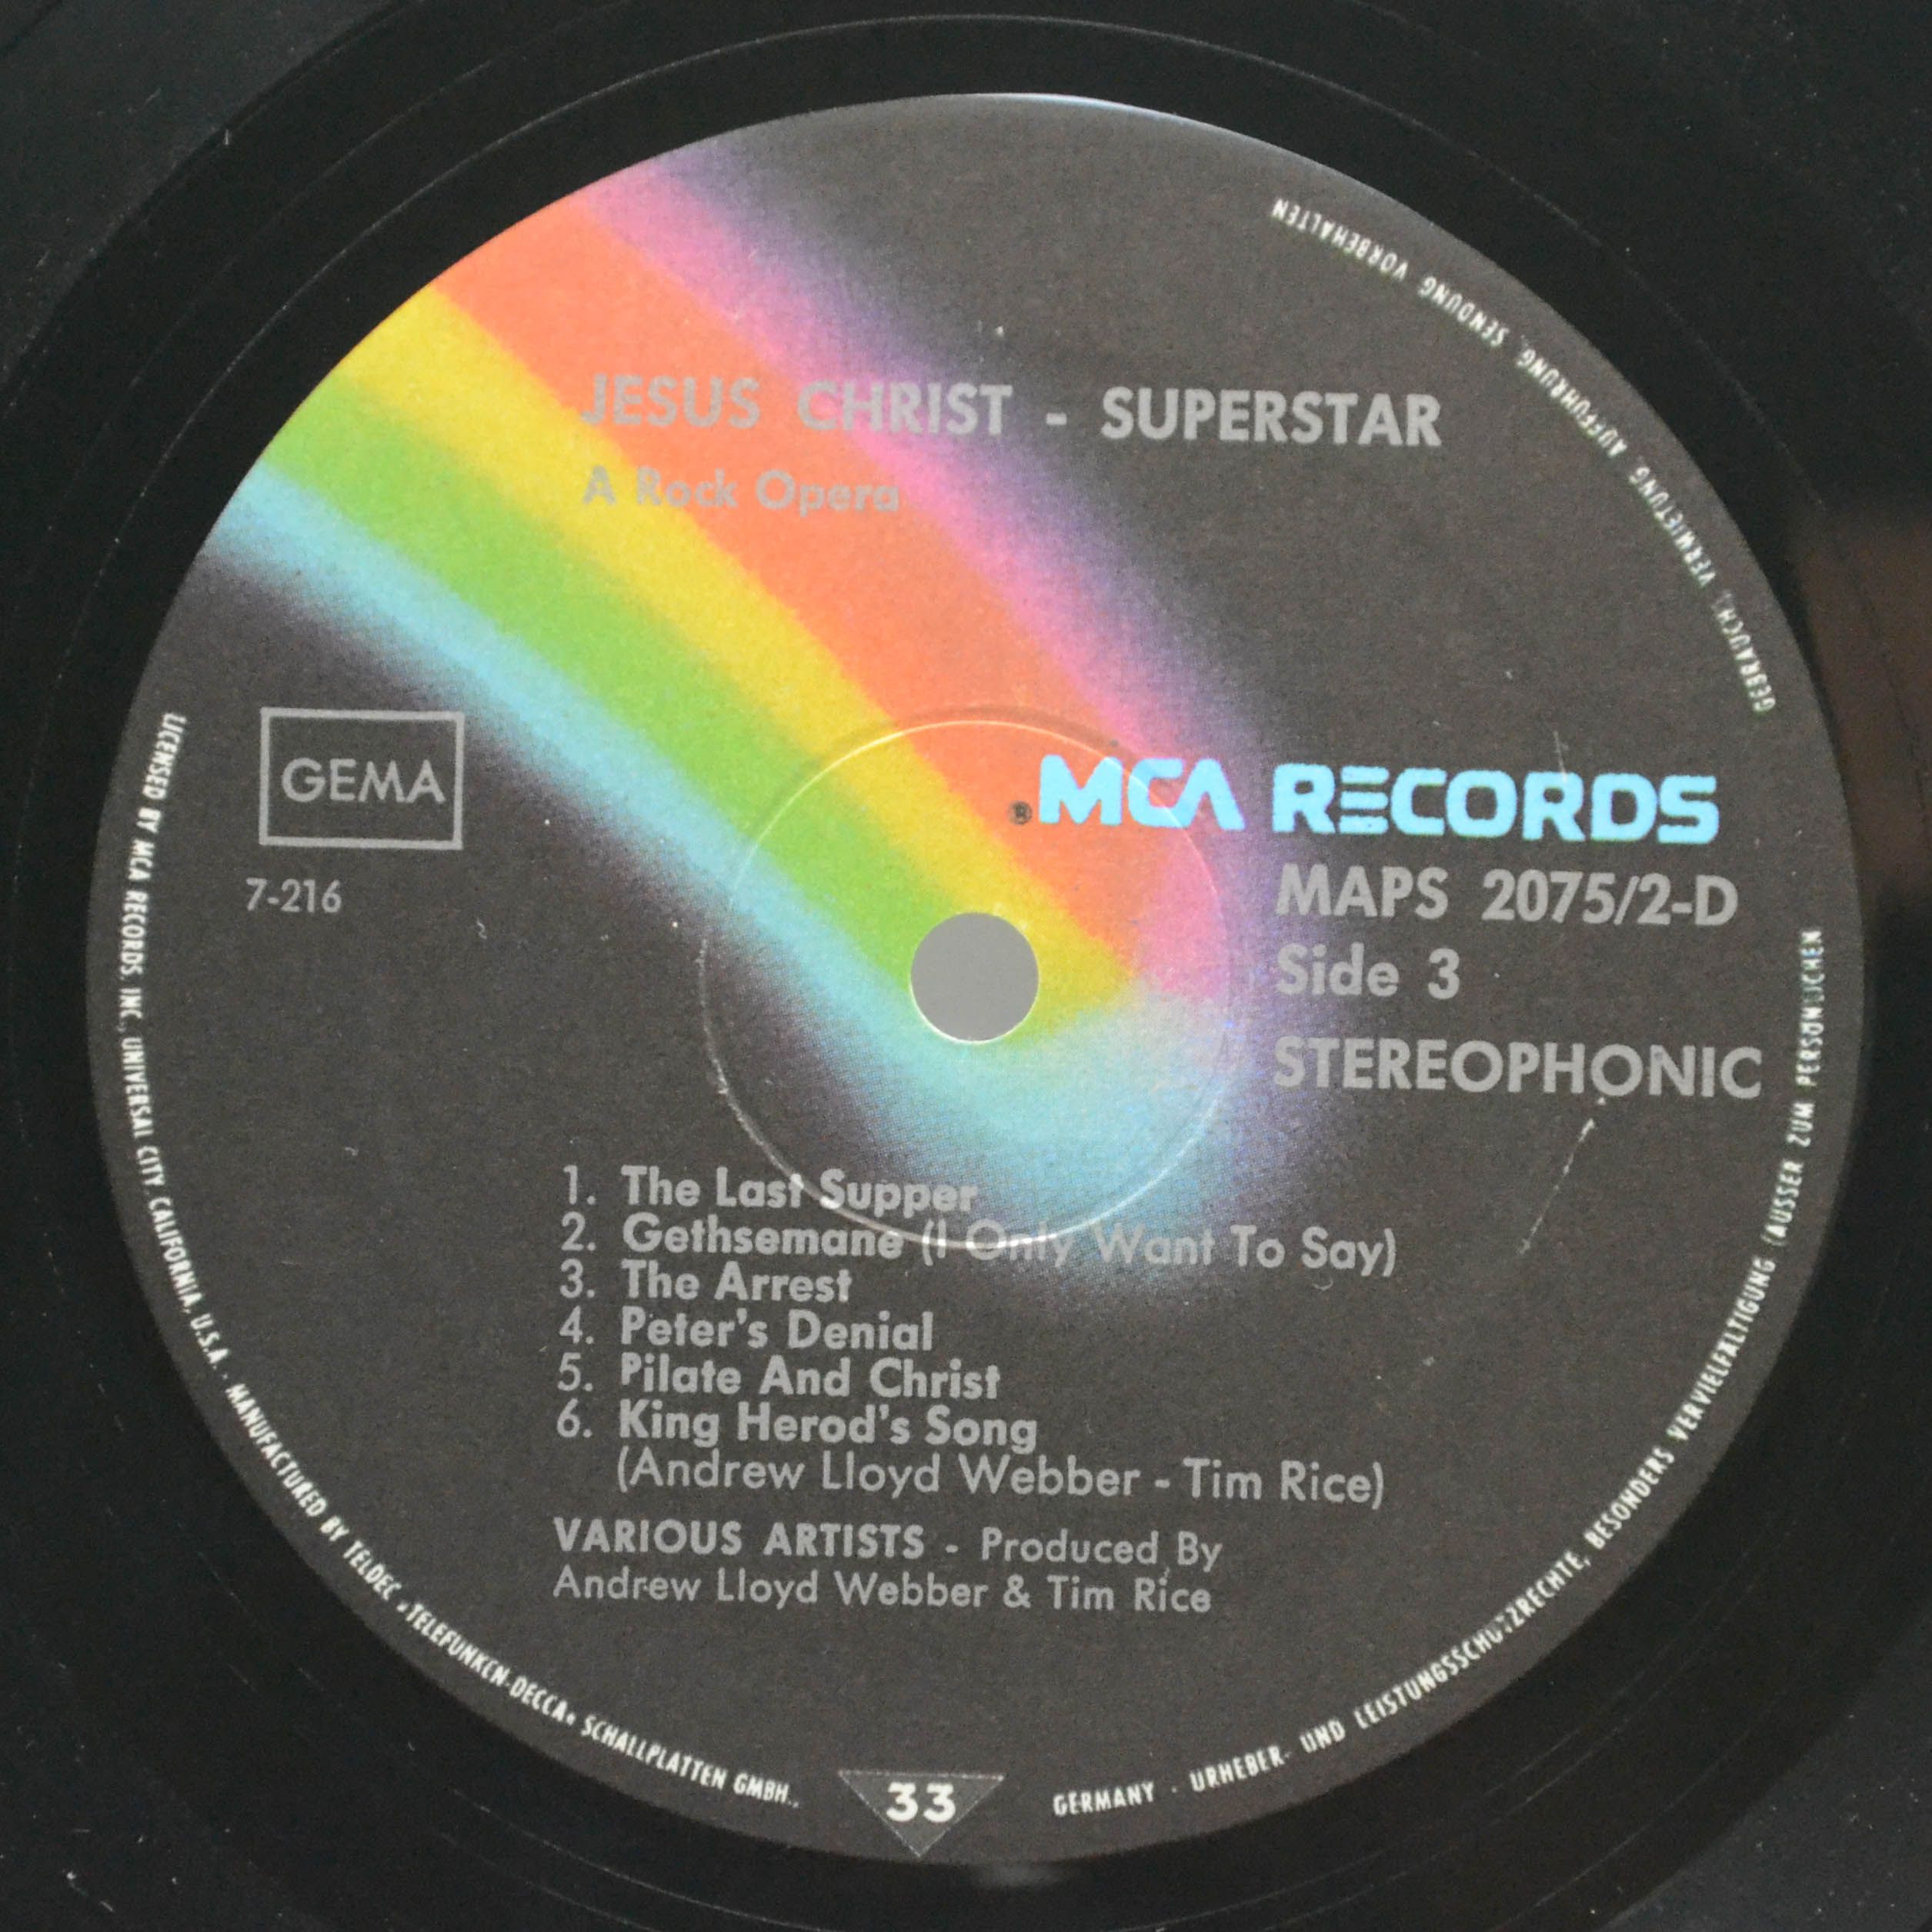 JESUS CHRIST - SUPERSTAR
A Rock Opera
GEMA
7-216
® MCA RECORDS
MAPS 2075/2-D
Side 3
STEREOPHONIC
1. The Last Supper
2. Gethsemane (I Only Want To Say)
3. The Arrest
4. Peter's Denial
5. Pilate And Christ
6. King Herod's Song
(Andrew Lloyd Webber - Tim Rice)
VARIOUS ARTISTS - Produced By
Andrew Lloyd Webber & Tim Rice
LICENSED BY MCA RECORDS, INC., UNIVERSAL CITY, CALIFORNIA, U.S.A. · MANUFACTURED BY TELDEC »TELEFUNKEN-DECCA« SCHALLPLATTEN GMBH.,
33
GERMANY · URHEBER- UND LEISTUNGSSCHUTZRECHTE, BESONDERS VERVIELFÄLTIGUNG (AUSSER ZUM PERSÖNLICHEN
GEBRAUCH), VERMIETUNG, AUFFÜHRUNG, SENDUNG VORBEHALTEN